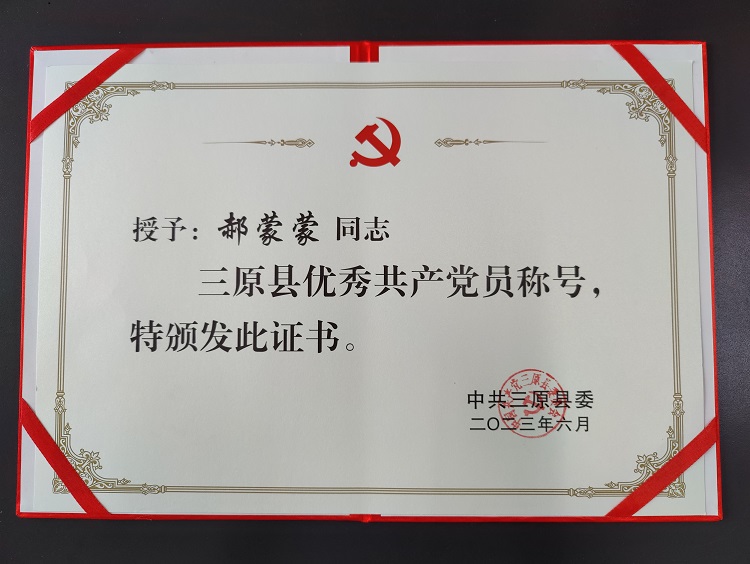 授予：郝蒙蒙 同志
三原县优秀共产党员称号，
特颁发此证书。
中共三原县委
二〇二三年六月